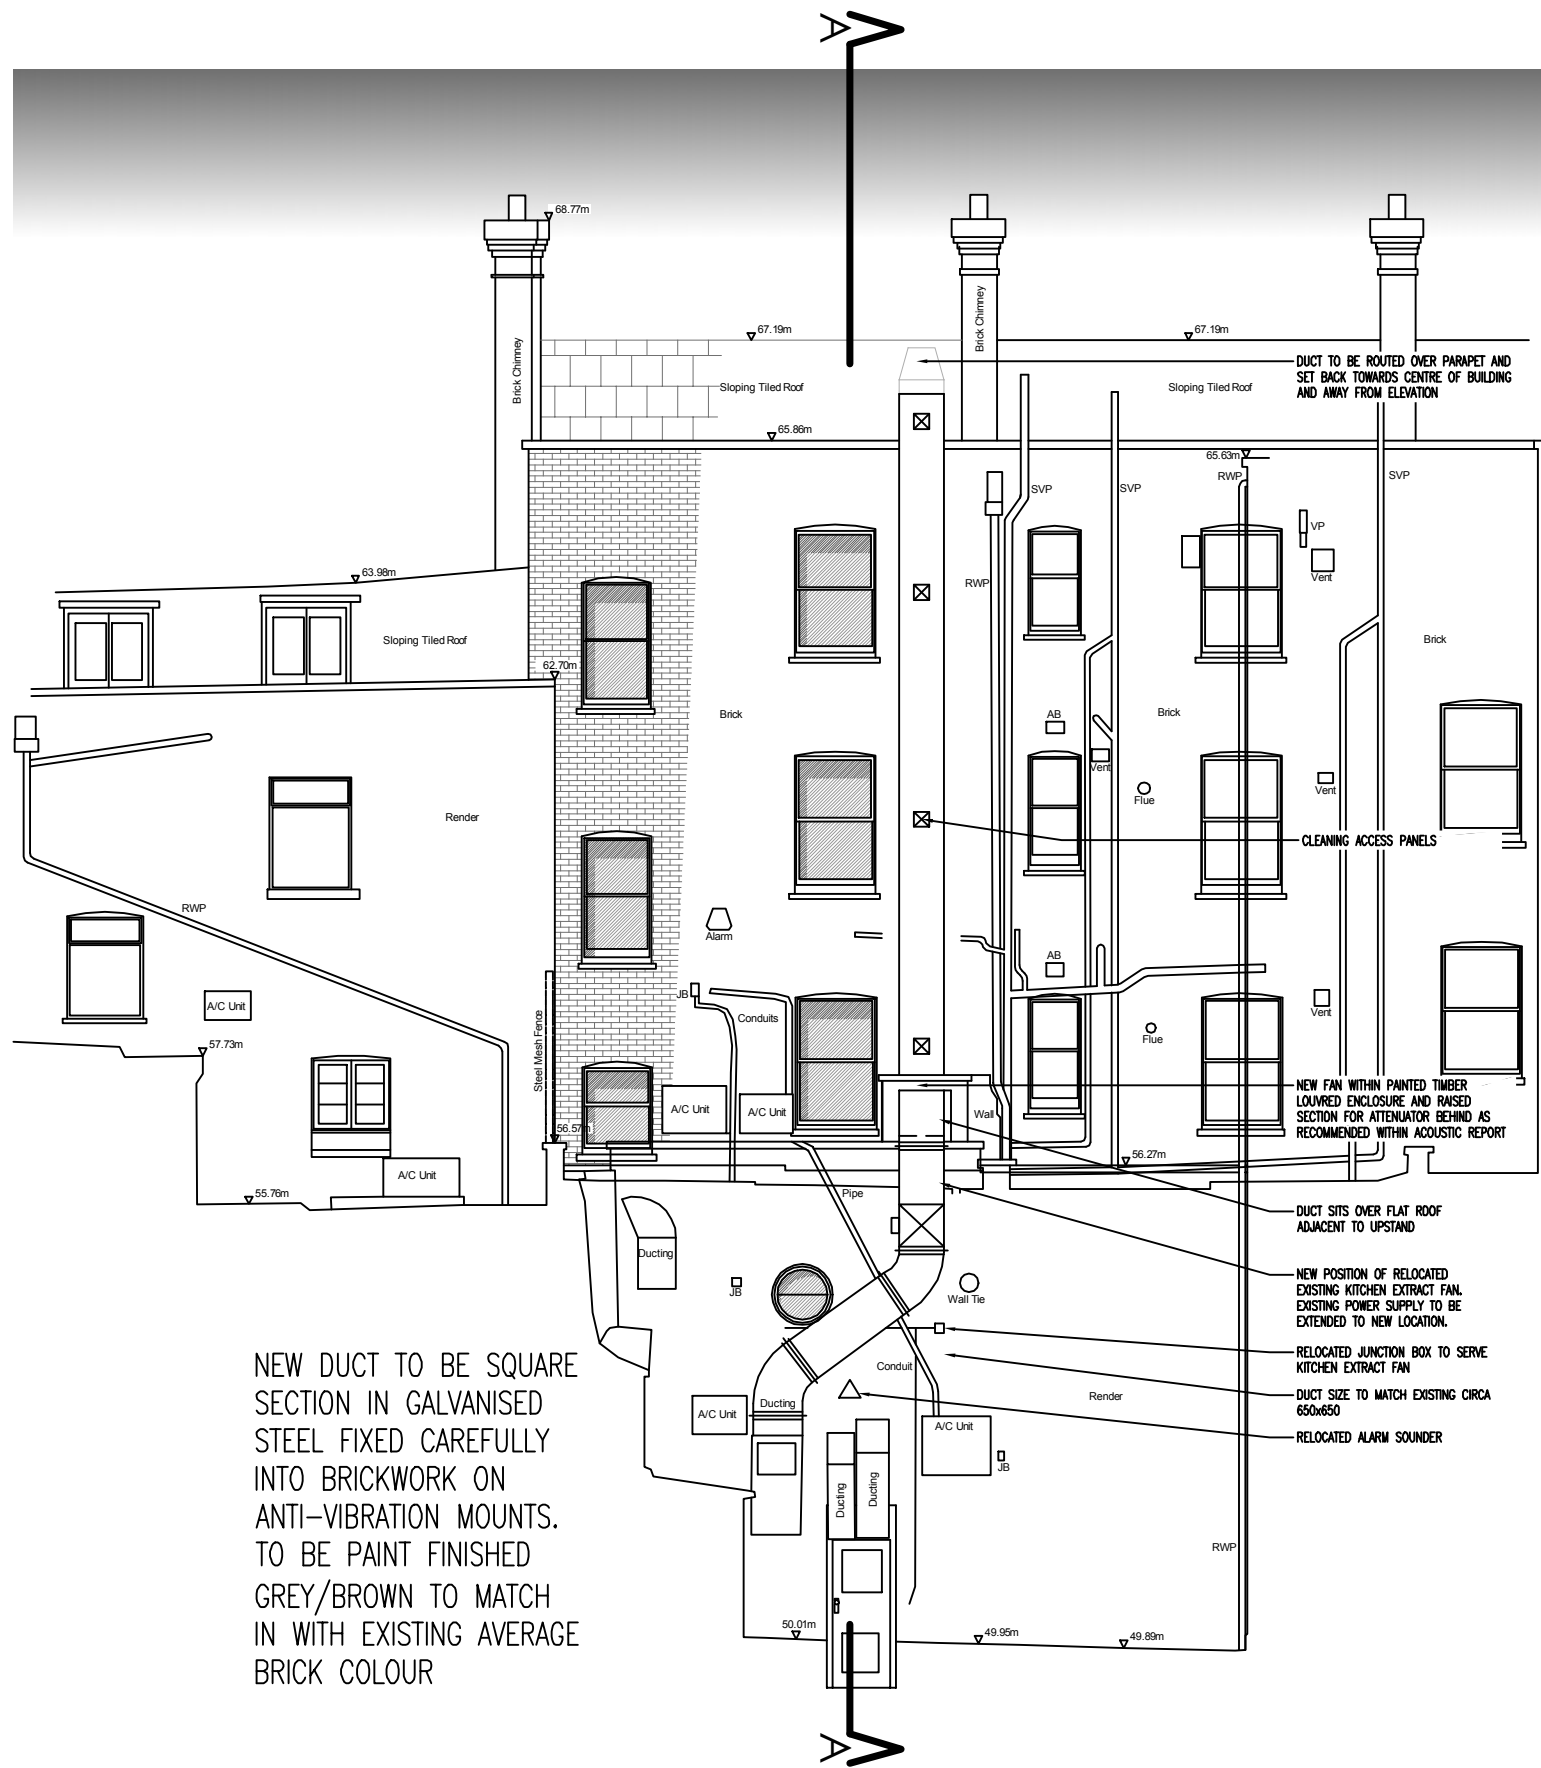 A
68.77m
67.19m
67.19m
Brick Chimney
Brick Chimney
DUCT TO BE ROUTED OVER PARAPET AND
SET BACK TOWARDS CENTRE OF BUILDING
AND AWAY FROM ELEVATION
Sloping Tiled Roof
Sloping Tiled Roof
65.86m
65.63m
RWP
SVP
SVP
SVP
VP
Vent
63.98m
RWP
Sloping Tiled Roof
Brick
62.70m
Brick
AB
Brick
Vent
Flue
Vent
Render
CLEANING ACCESS PANELS
RWP
Alarm
AB
JB
A/C Unit
Conduits
Vent
Flue
57.73m
Steel Mesh Fence
NEW FAN WITHIN PAINTED TIMBER
LOUVRED ENCLOSURE AND RAISED
SECTION FOR ATTENUATOR BEHIND AS
RECOMMENDED WITHIN ACOUSTIC REPORT
A/C Unit
A/C Unit
Wall
56.57m
56.27m
A/C Unit
55.76m
Pipe
DUCT SITS OVER FLAT ROOF
ADJACENT TO UPSTAND
Ducting
JB
Wall Tie
NEW POSITION OF RELOCATED
EXISTING KITCHEN EXTRACT FAN.
EXISTING POWER SUPPLY TO BE
EXTENDED TO NEW LOCATION.
RELOCATED JUNCTION BOX TO SERVE
KITCHEN EXTRACT FAN
Conduit
Render
DUCT SIZE TO MATCH EXISTING CIRCA
650x650
Ducting
A/C Unit
A/C Unit
RELOCATED ALARM SOUNDER
JB
Ducting
Ducting
NEW DUCT TO BE SQUARE
SECTION IN GALVANISED
STEEL FIXED CAREFULLY
INTO BRICKWORK ON
ANTI-VIBRATION MOUNTS.
TO BE PAINT FINISHED
GREY/BROWN TO MATCH
IN WITH EXISTING AVERAGE
BRICK COLOUR
RWP
50.01m
49.95m
49.89m
A